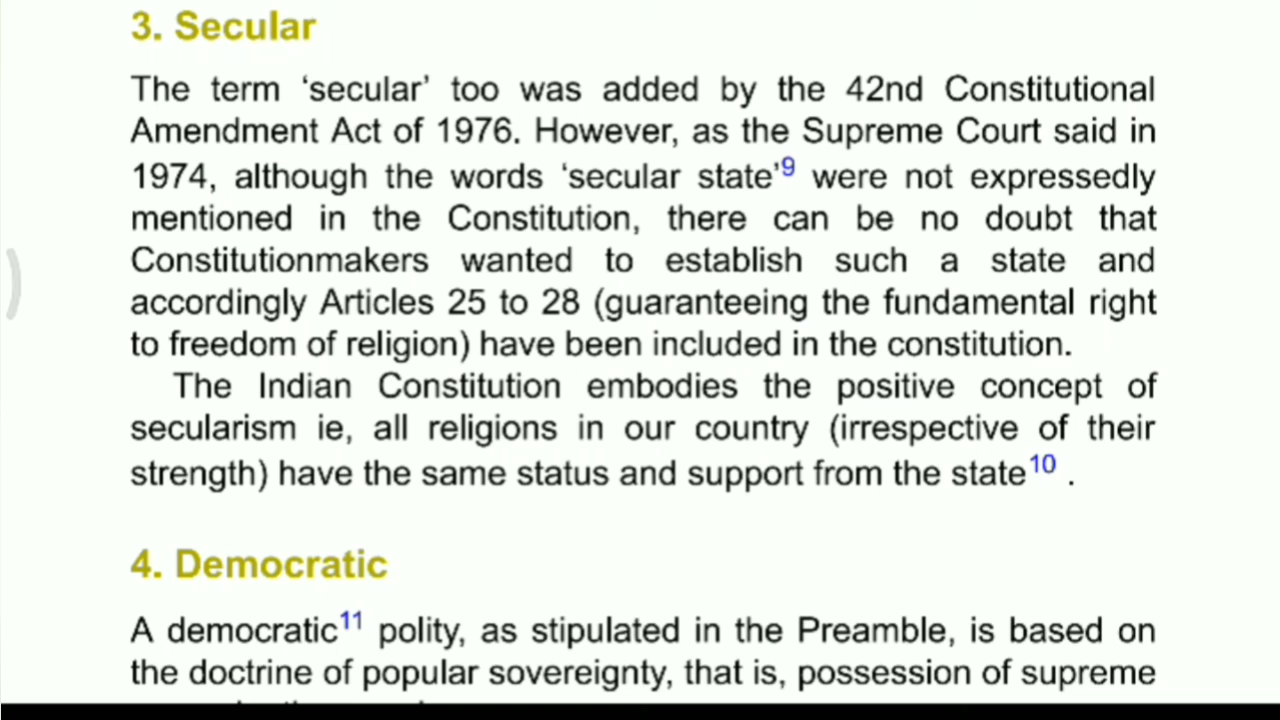 3. Secular
The term ‘secular’ too was added by the 42nd Constitutional
Amendment Act of 1976. However, as the Supreme Court said in
1974, although the words ‘secular state’9 were not expressedly
mentioned in the Constitution, there can be no doubt that
Constitutionmakers wanted to establish such a state and
accordingly Articles 25 to 28 (guaranteeing the fundamental right
to freedom of religion) have been included in the constitution.
The Indian Constitution embodies the positive concept of
secularism ie, all religions in our country (irrespective of their
strength) have the same status and support from the state10 .
4. Democratic
A democratic11 polity, as stipulated in the Preamble, is based on
the doctrine of popular sovereignty, that is, possession of supreme